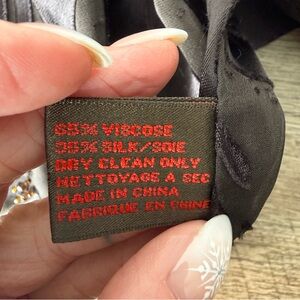 65% VISCOSE
35% SILK/SOIE
DRY CLEAN ONLY
NETTOYAGE A SEC
MADE IN CHINA
FABRIQUE EN CHINE